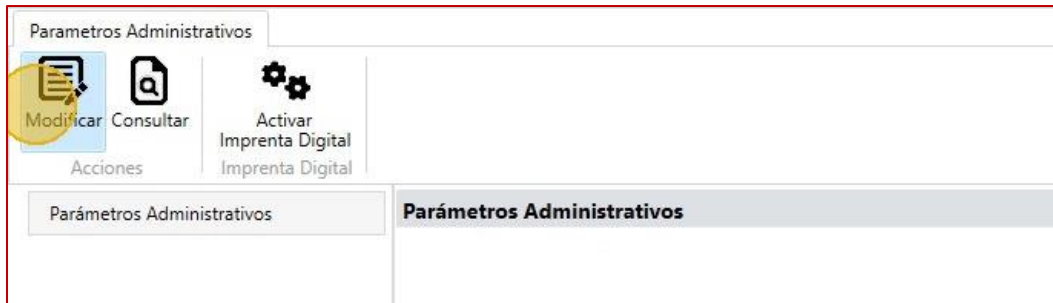 Parametros Administrativos
Modificar Consultar Activar
Imprenta Digital
Acciones Imprenta Digital
Parámetros Administrativos
Parámetros Administrativos